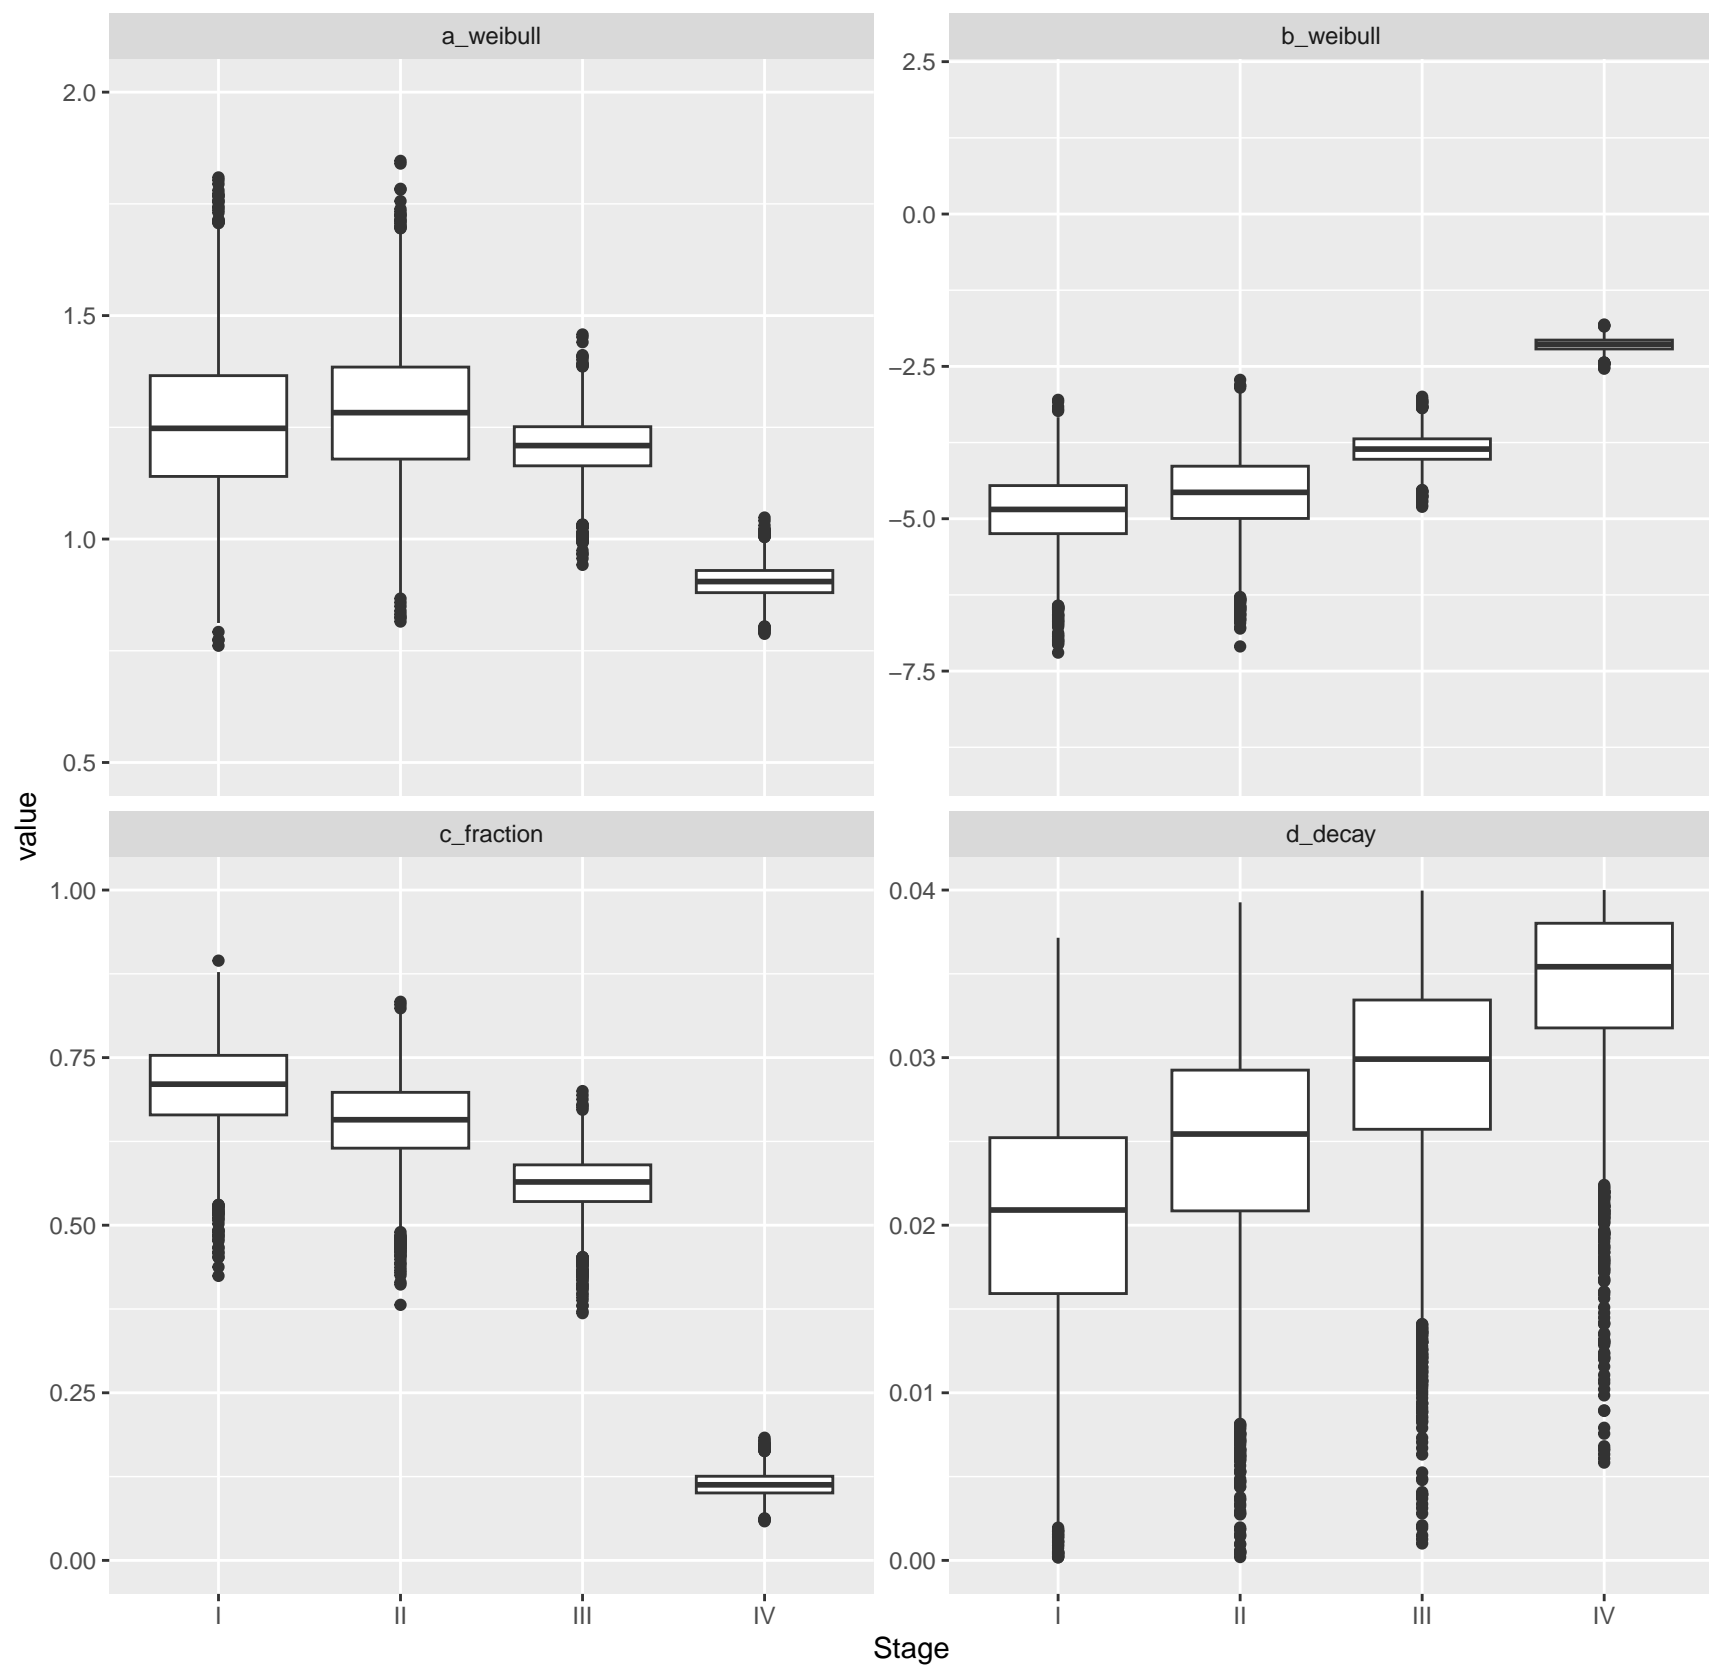 a_weibull
b_weibull
2.0
1.5
1.0
0.5
2.5
0.0
−2.5
−5.0
−7.5
value
c_fraction
d_decay
1.00
0.75
0.50
0.25
0.00
0.04
0.03
0.02
0.01
0.00
I II III IV
I II III IV
Stage